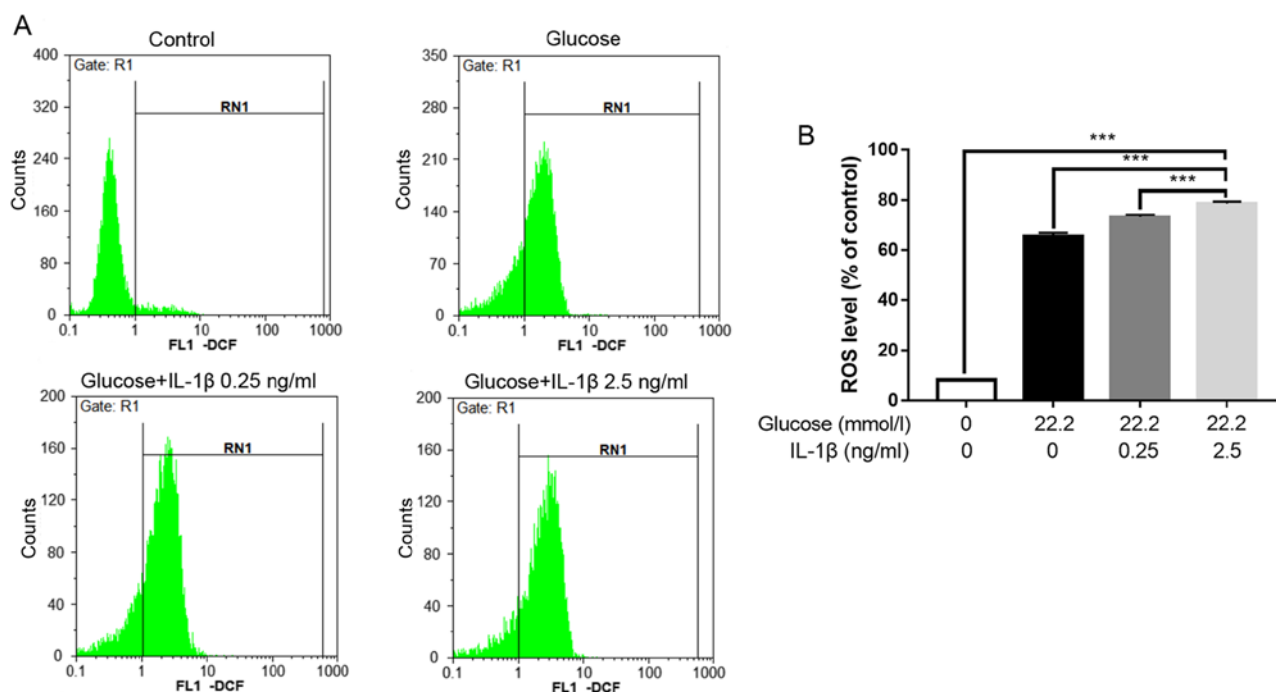 A
Control
Gate: R1
RN1
400
320
240
160
80
0
Counts
0.1 1 10 100 1000
FL1 -DCF
Glucose
Gate: R1
RN1
350
280
210
140
70
0
Counts
0.1 1 10 100 1000
FL1 -DCF
Glucose+IL-1β 0.25 ng/ml
Gate: R1
RN1
200
160
120
80
40
0
Counts
0.1 1 10 100 1000
FL1 -DCF
Glucose+IL-1β 2.5 ng/ml
Gate: R1
RN1
200
160
120
80
40
0
Counts
0.1 1 10 100 1000
FL1 -DCF
B
***
***
***
100
80
60
40
20
0
ROS level (% of control)
Glucose (mmol/l) 0 22.2 22.2 22.2
IL-1β (ng/ml) 0 0 0.25 2.5